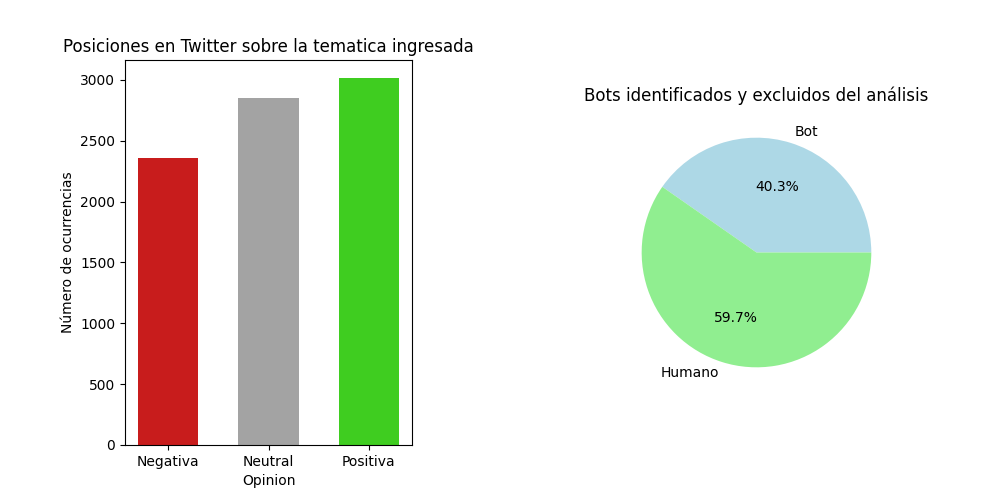 Posiciones en Twitter sobre la tematica ingresada
Número de ocurrencias
3000
2500
2000
1500
1000
500
0
Negativa
Neutral
Positiva
Opinion
Bots identificados y excluidos del análisis
Bot
40.3%
59.7%
Humano